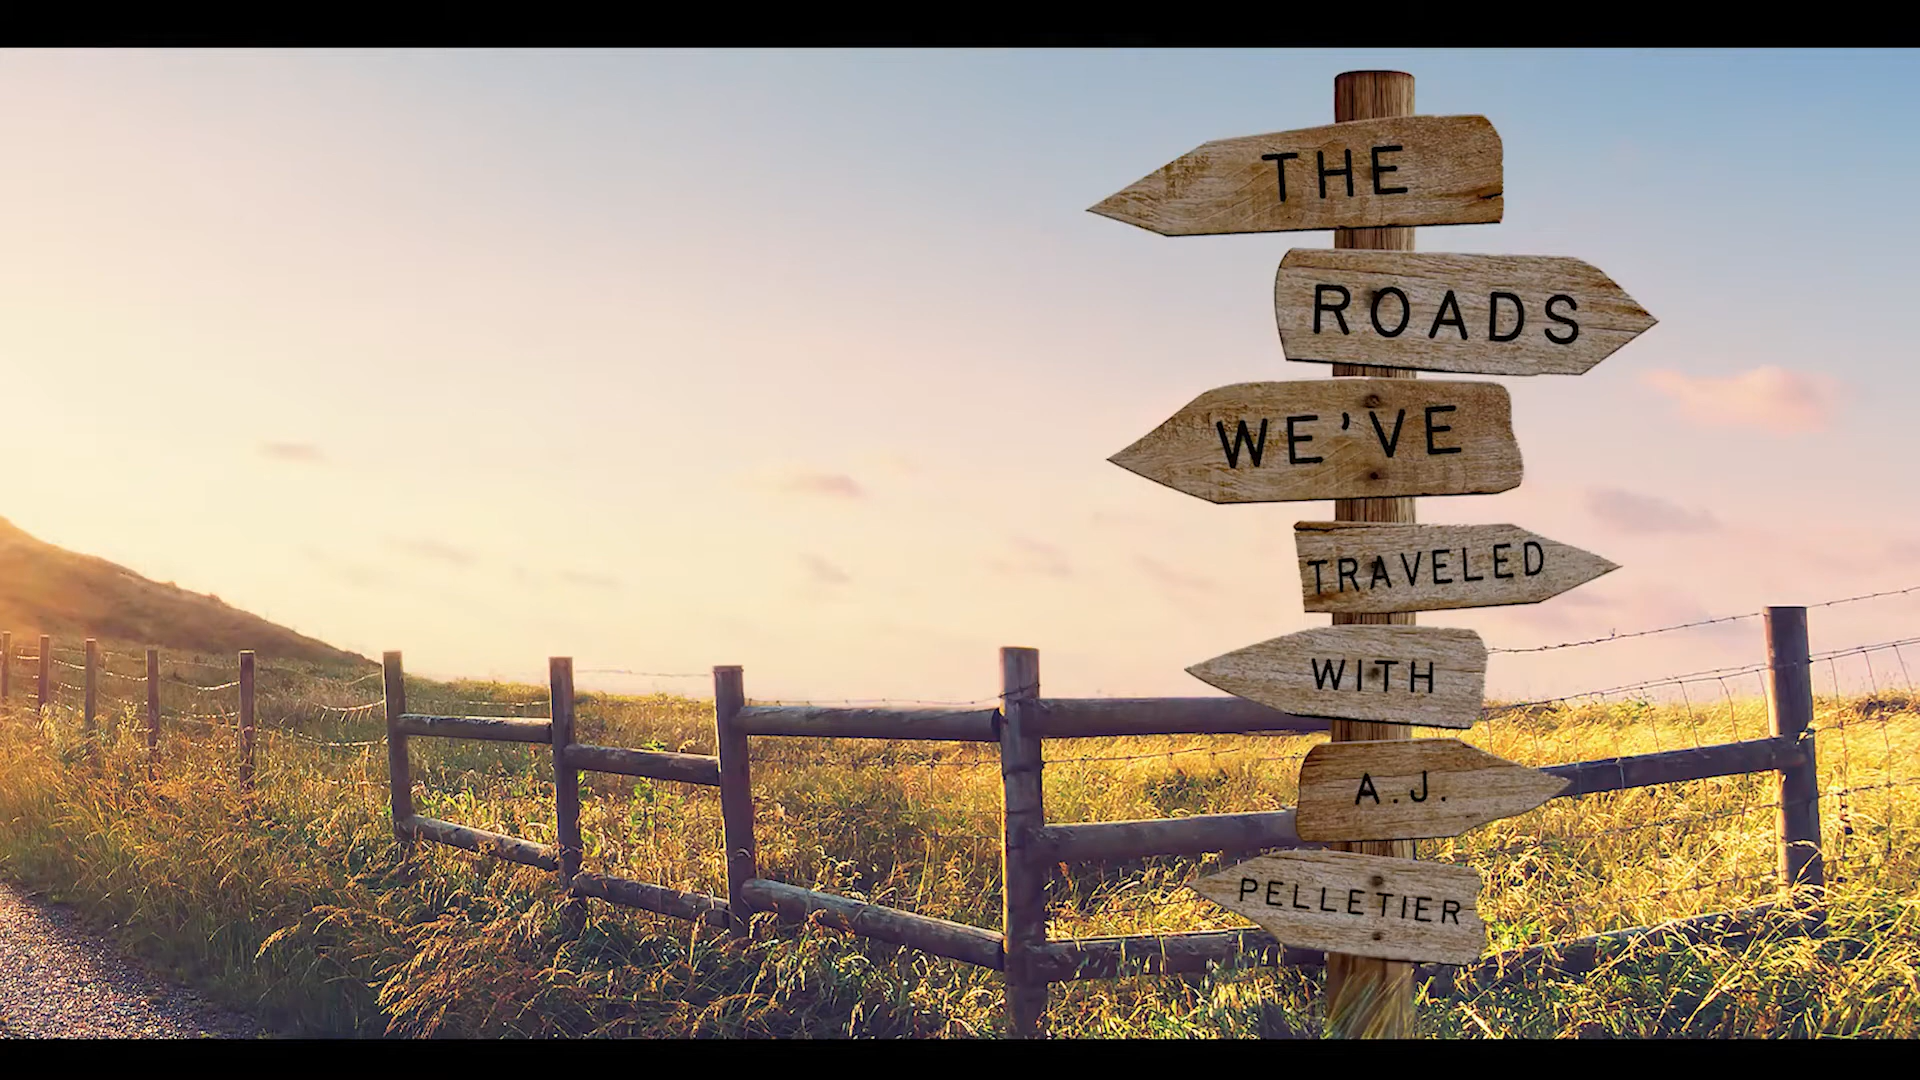 THE
ROADS
WE'VE
TRAVELED
WITH
A.J.
PELLETIER